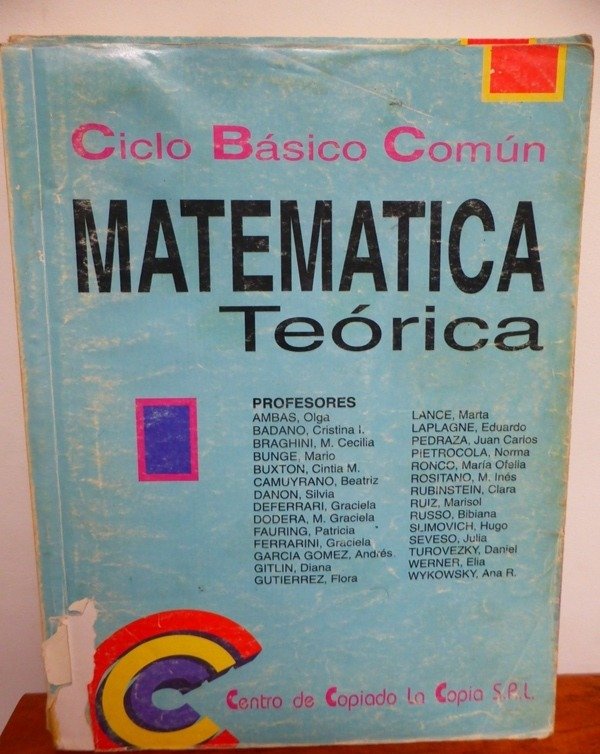 Ciclo Básico Común
MATEMATICA
Teórica
PROFESORES
AMBAS, Olga
BADANO, Cristina I.
BRAGHINI, M. Cecilia
BUNGE, Mario
BUXTON, Cintia M.
CAMUYRANO, Beatriz
DANON, Silvia
DEFERRARI, Graciela
DODERA, M. Graciela
FAURING, Patricia
FERRARINI, Graciela
GARCIA GOMEZ, Andrés.
GITLIN, Diana
GUTIERREZ, Flora
LANCE, Marta
LAPLAGNE, Eduardo
PEDRAZA, Juan Carlos
PIETROCOLA, Norma
RONCO, María Ofelia
ROSITANO, M. Inés
RUBINSTEIN, Clara
RUIZ, Marisol
RUSSO, Bibiana
SLIMOVICH, Hugo
SEVESO, Julia
TUROVEZKY, Daniel
WERNER, Elia
WYKOWSKY, Ana R.
Centro de Copiado La Copia S.R.L.